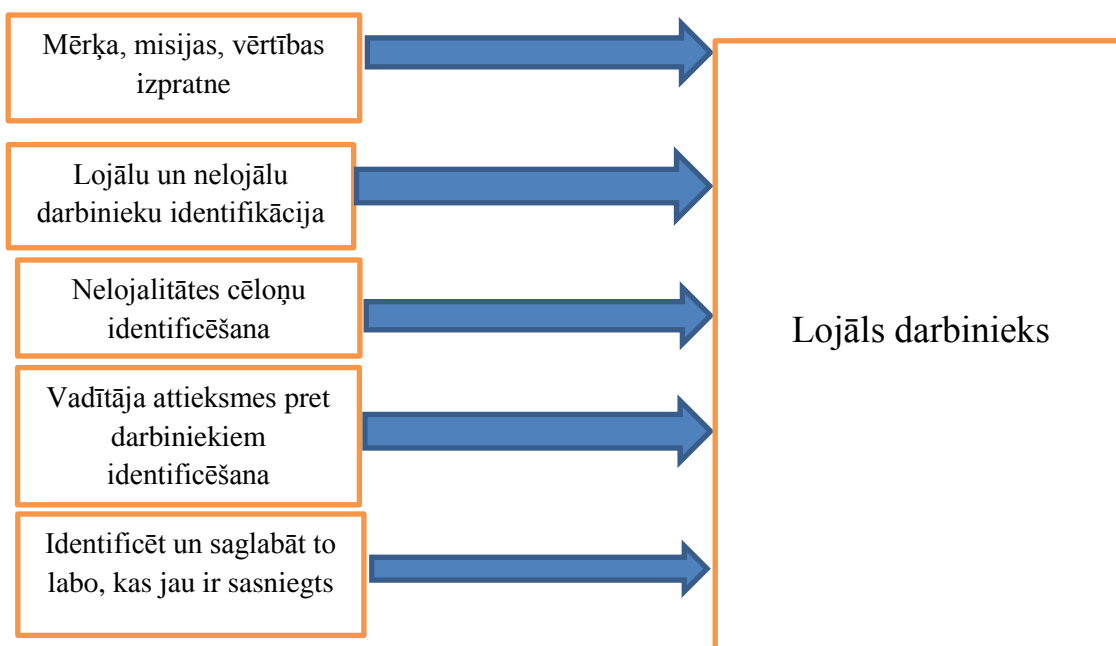 Mērķa, misijas, vērtības
izpratne
Lojālu un nelojālu
darbinieku identifikācija
Nelojalitātes cēloņu
identificēšana
Vadītāja attieksmes pret
darbiniekiem
identificēšana
Identificēt un saglabāt to
labo, kas jau ir sasniegts
Lojāls darbinieks